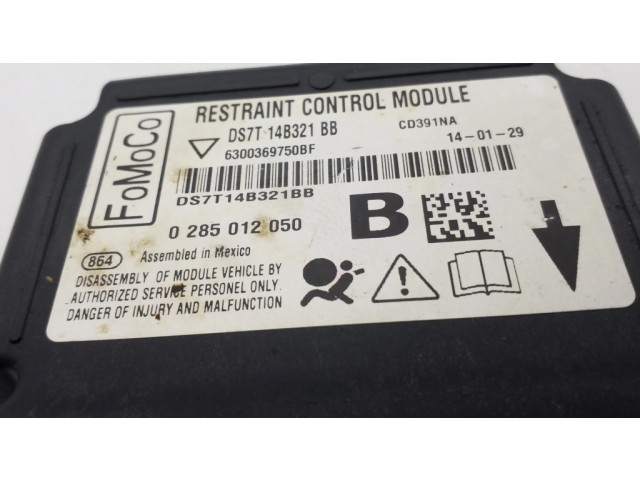 FoMoCo
RESTRAINT CONTROL MODULE
DS7T 14B321 BB
CD391NA
6300369750BF
14-01-29
DS7T14B321BB
0 285 012 050
B
864
Assembled in Mexico
DISASSEMBLY OF MODULE VEHICLE BY
AUTHORIZED SERVICE PERSONEL ONLY.
DANGER OF INJURY AND MALFUNCTION